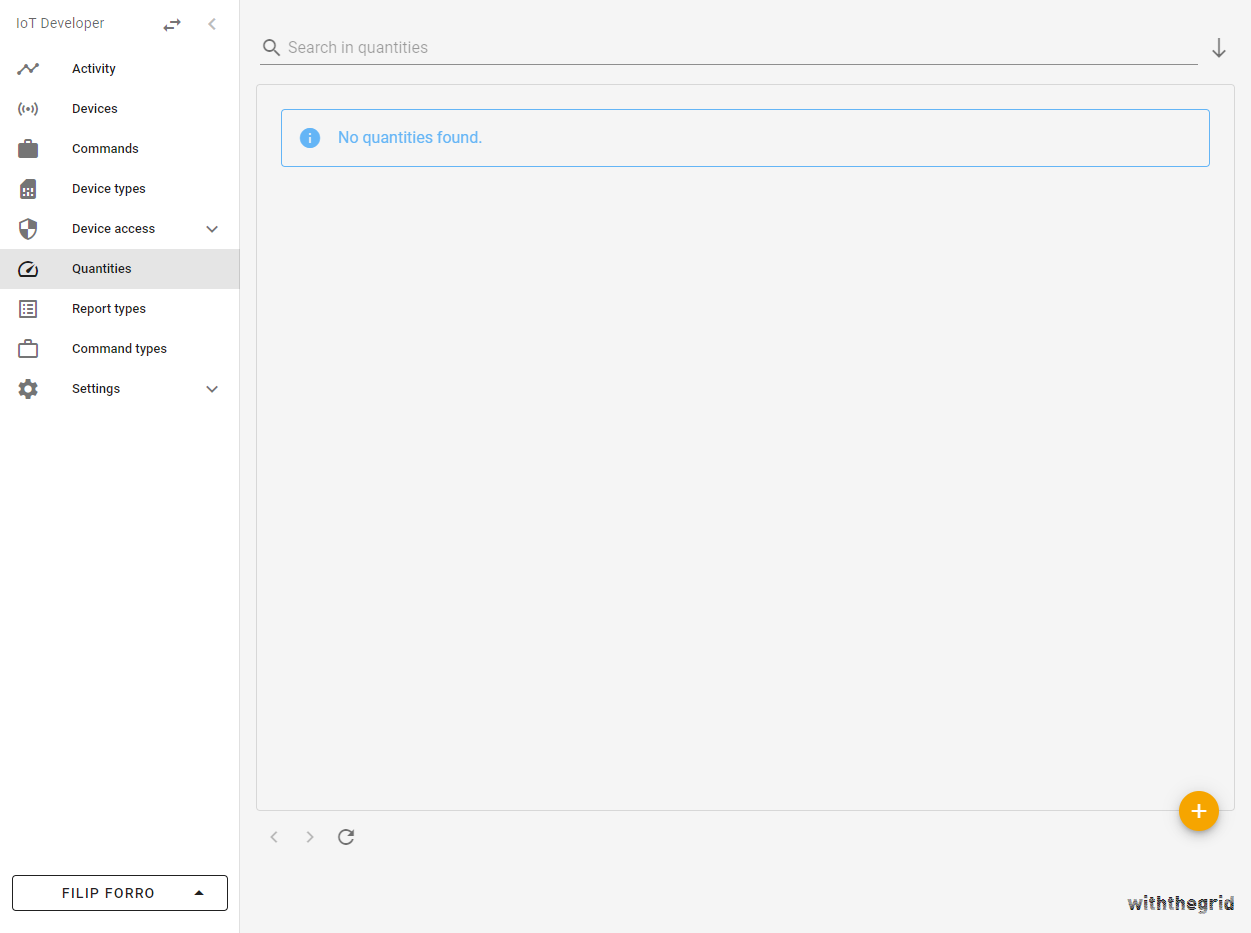 IoT Developer
Activity
Devices
Commands
Device types
Device access
Quantities
Report types
Command types
Settings
FILIP FORRO
Search in quantities
No quantities found.
withthegrid